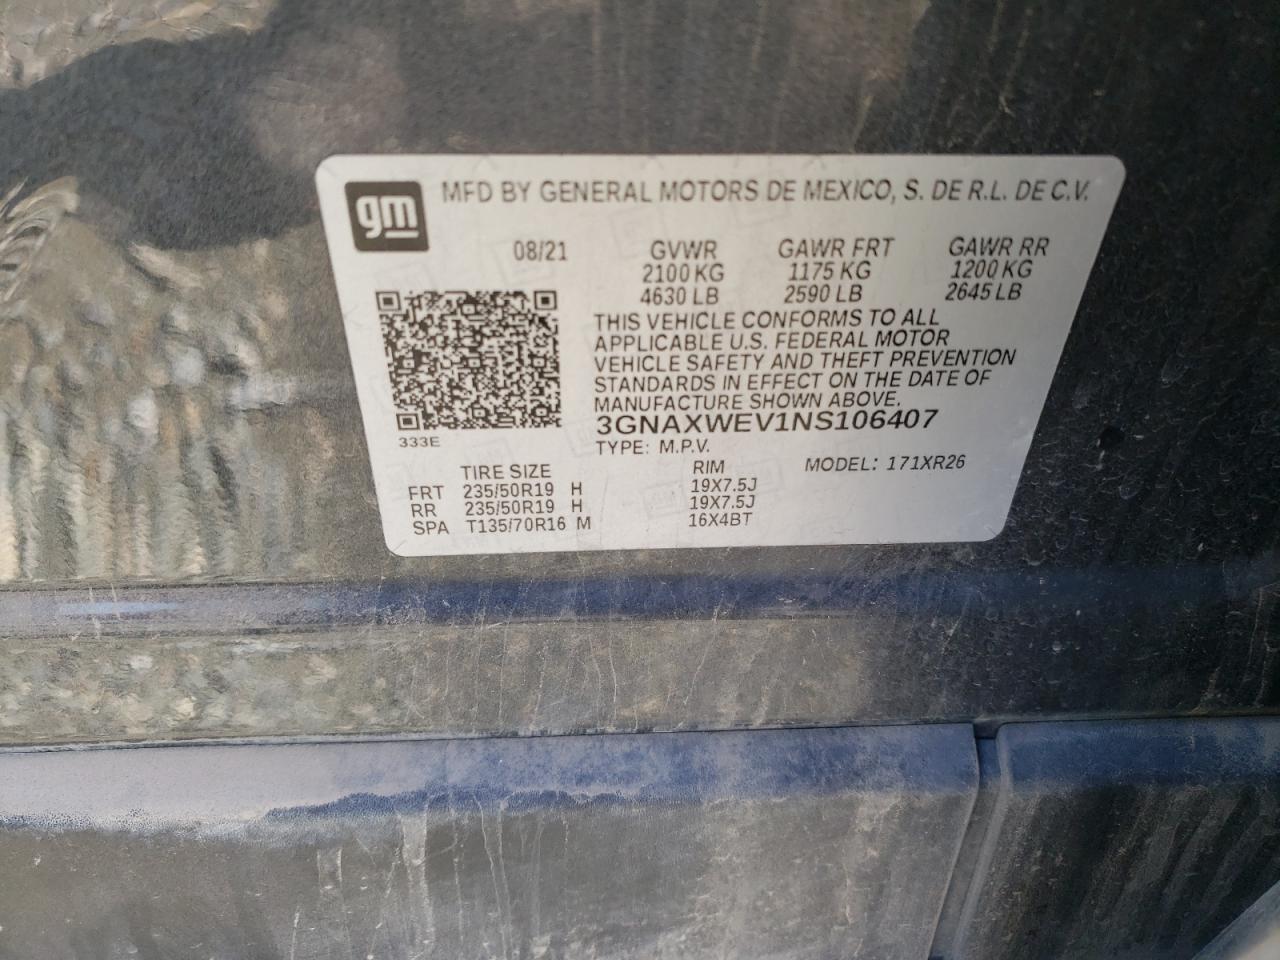 gm MFD BY GENERAL MOTORS DE MEXICO, S. DE R.L. DE C.V.
08/21 GVWR GAWR FRT GAWR RR
2100 KG 1175 KG 1200 KG
4630 LB 2590 LB 2645 LB
THIS VEHICLE CONFORMS TO ALL
APPLICABLE U.S. FEDERAL MOTOR
VEHICLE SAFETY AND THEFT PREVENTION
STANDARDS IN EFFECT ON THE DATE OF
MANUFACTURE SHOWN ABOVE.
3GNAXWEV1NS106407
333E TYPE: M.P.V.
TIRE SIZE RIM MODEL: 171XR26
FRT 235/50R19 H 19X7.5J
RR 235/50R19 H 19X7.5J
SPA T135/70R16 M 16X4BT